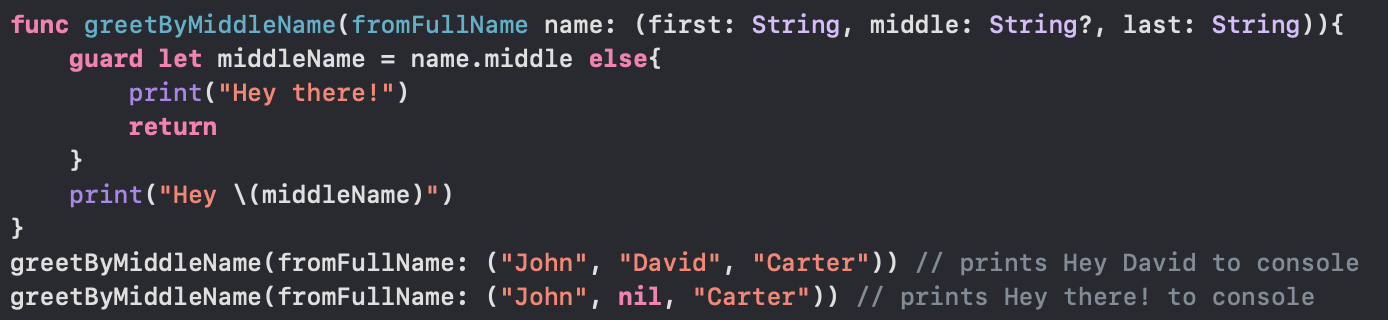 func greetByMiddleName(fromFullName name: (first: String, middle: String?, last: String)){
    guard let middleName = name.middle else{
        print("Hey there!")
        return
    }
    print("Hey \(middleName)")
}
greetByMiddleName(fromFullName: ("John", "David", "Carter")) // prints Hey David to console
greetByMiddleName(fromFullName: ("John", nil, "Carter")) // prints Hey there! to console